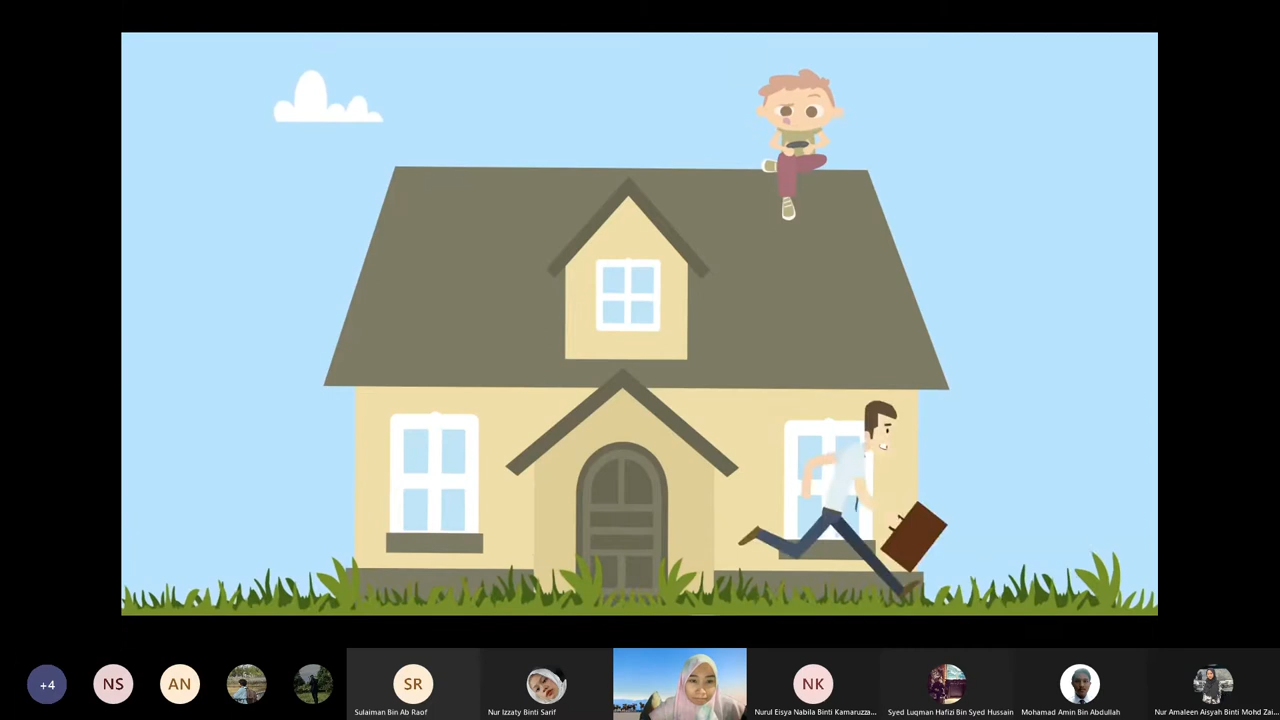 +4
NS
AN
SR
NK
Sulaiman Bin Ab Raof
Nur Izzaty Binti Sarif
Nurul Eisya Nabila Binti Kamaruzza...
Syed Luqman Hafizi Bin Syed Hussain
Mohamad Amin Bin Abdullah
Nur Amaleen Aisyah Binti Mohd Zai...